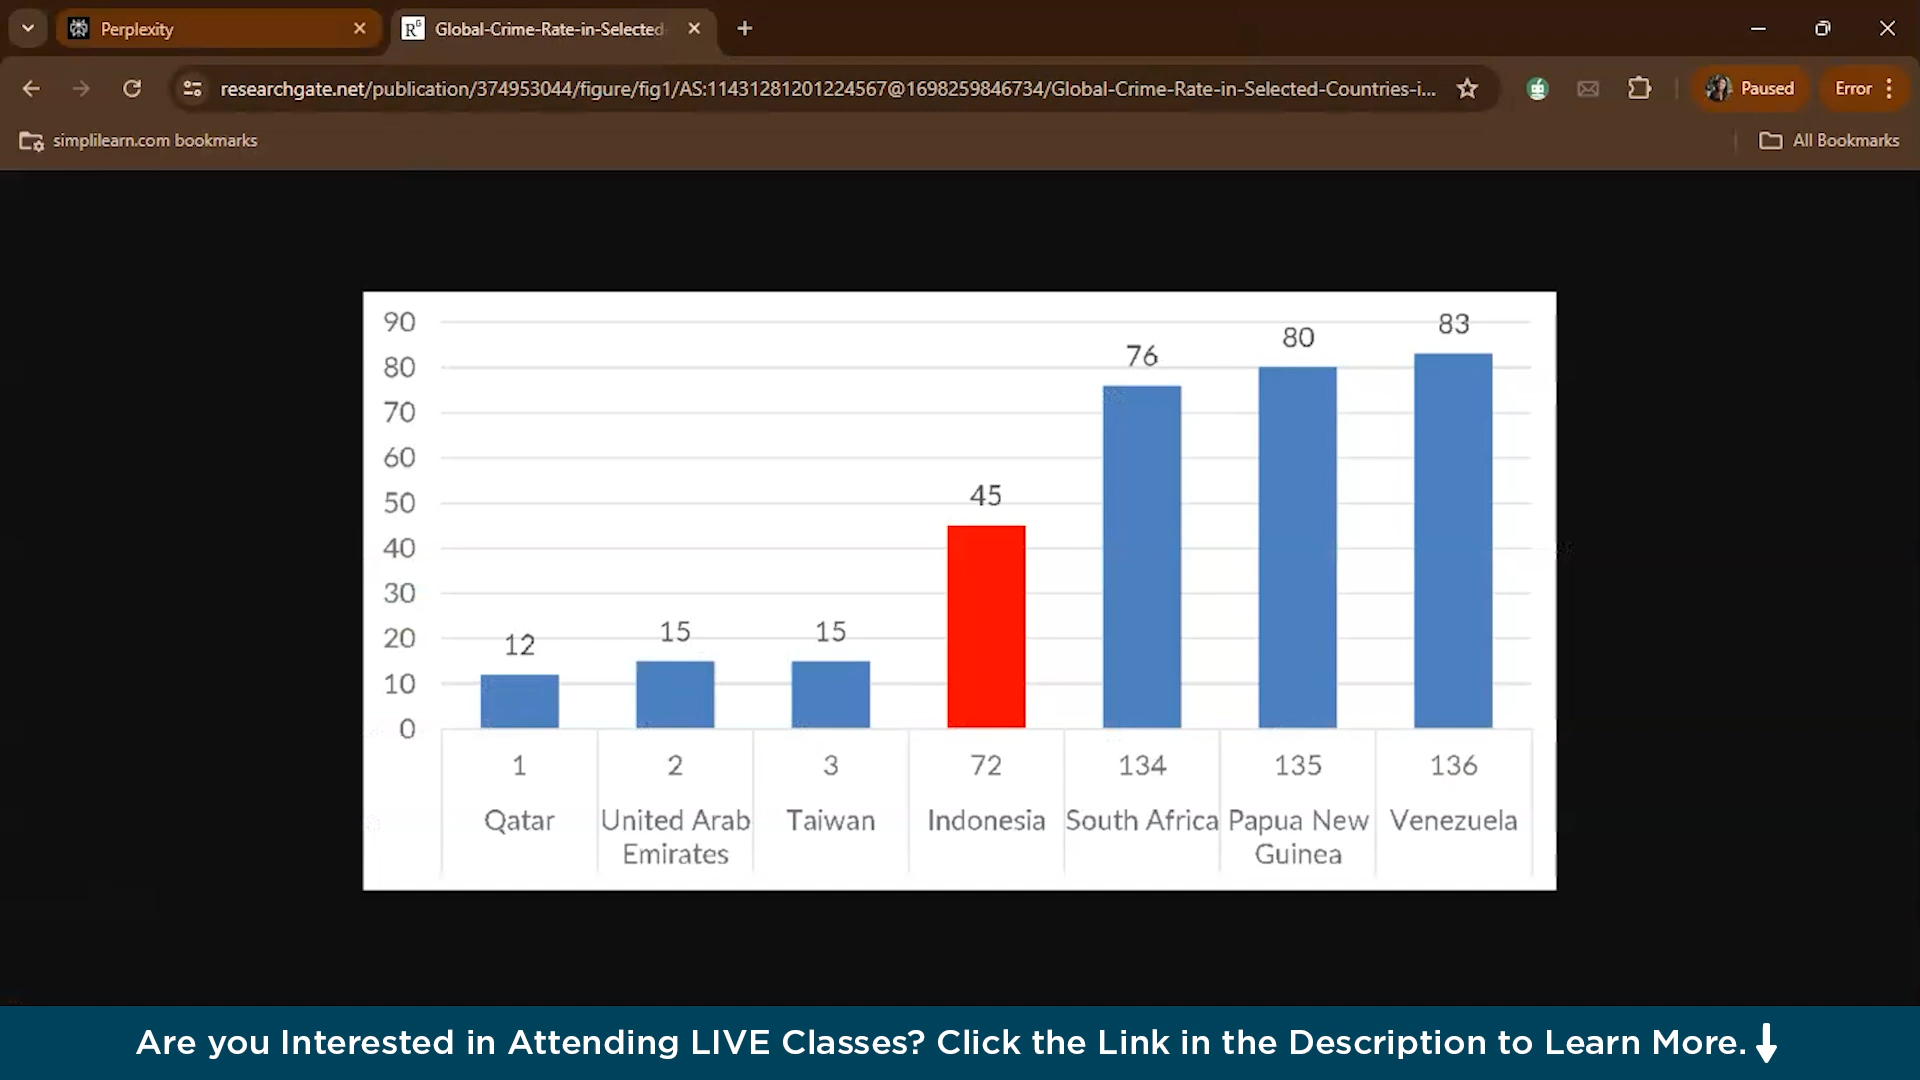 Perplexity
Global-Crime-Rate-in-Selected
researchgate.net/publication/374953044/figure/fig1/AS:11431281201224567@1698259846734/Global-Crime-Rate-in-Selected-Countries-i...
Paused
Error
simplilearn.com bookmarks
All Bookmarks
90
80
70
60
50
40
30
20
10
0
12
15
15
45
76
80
83
1
2
3
72
134
135
136
Qatar
United Arab
Emirates
Taiwan
Indonesia
South Africa
Papua New
Guinea
Venezuela
Are you Interested in Attending LIVE Classes? Click the Link in the Description to Learn More.